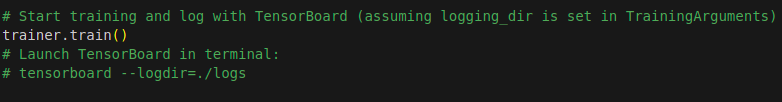 # Start training and log with TensorBoard (assuming logging_dir is set in TrainingArguments)
trainer.train()
# Launch TensorBoard in terminal:
# tensorboard --logdir=./logs